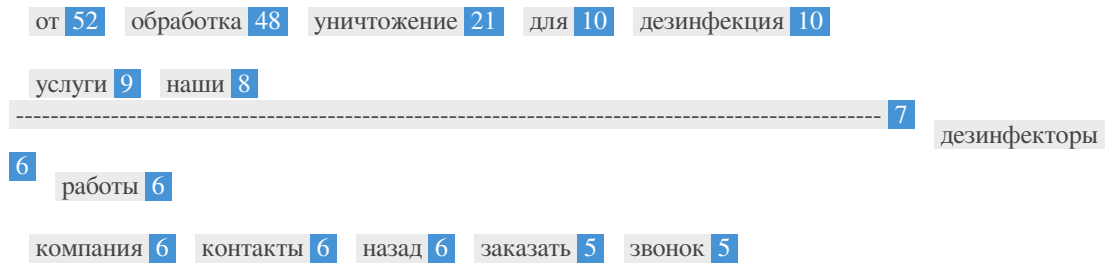 от 52 обработка 48 уничтожение 21 для 10 дезинфекция 10
услуги 9 наши 8
---------------------------------------------------------------------------------------------------- 7 дезинфекторы
6 работы 6
компания 6 контакты 6 назад 6 заказать 5 звонок 5